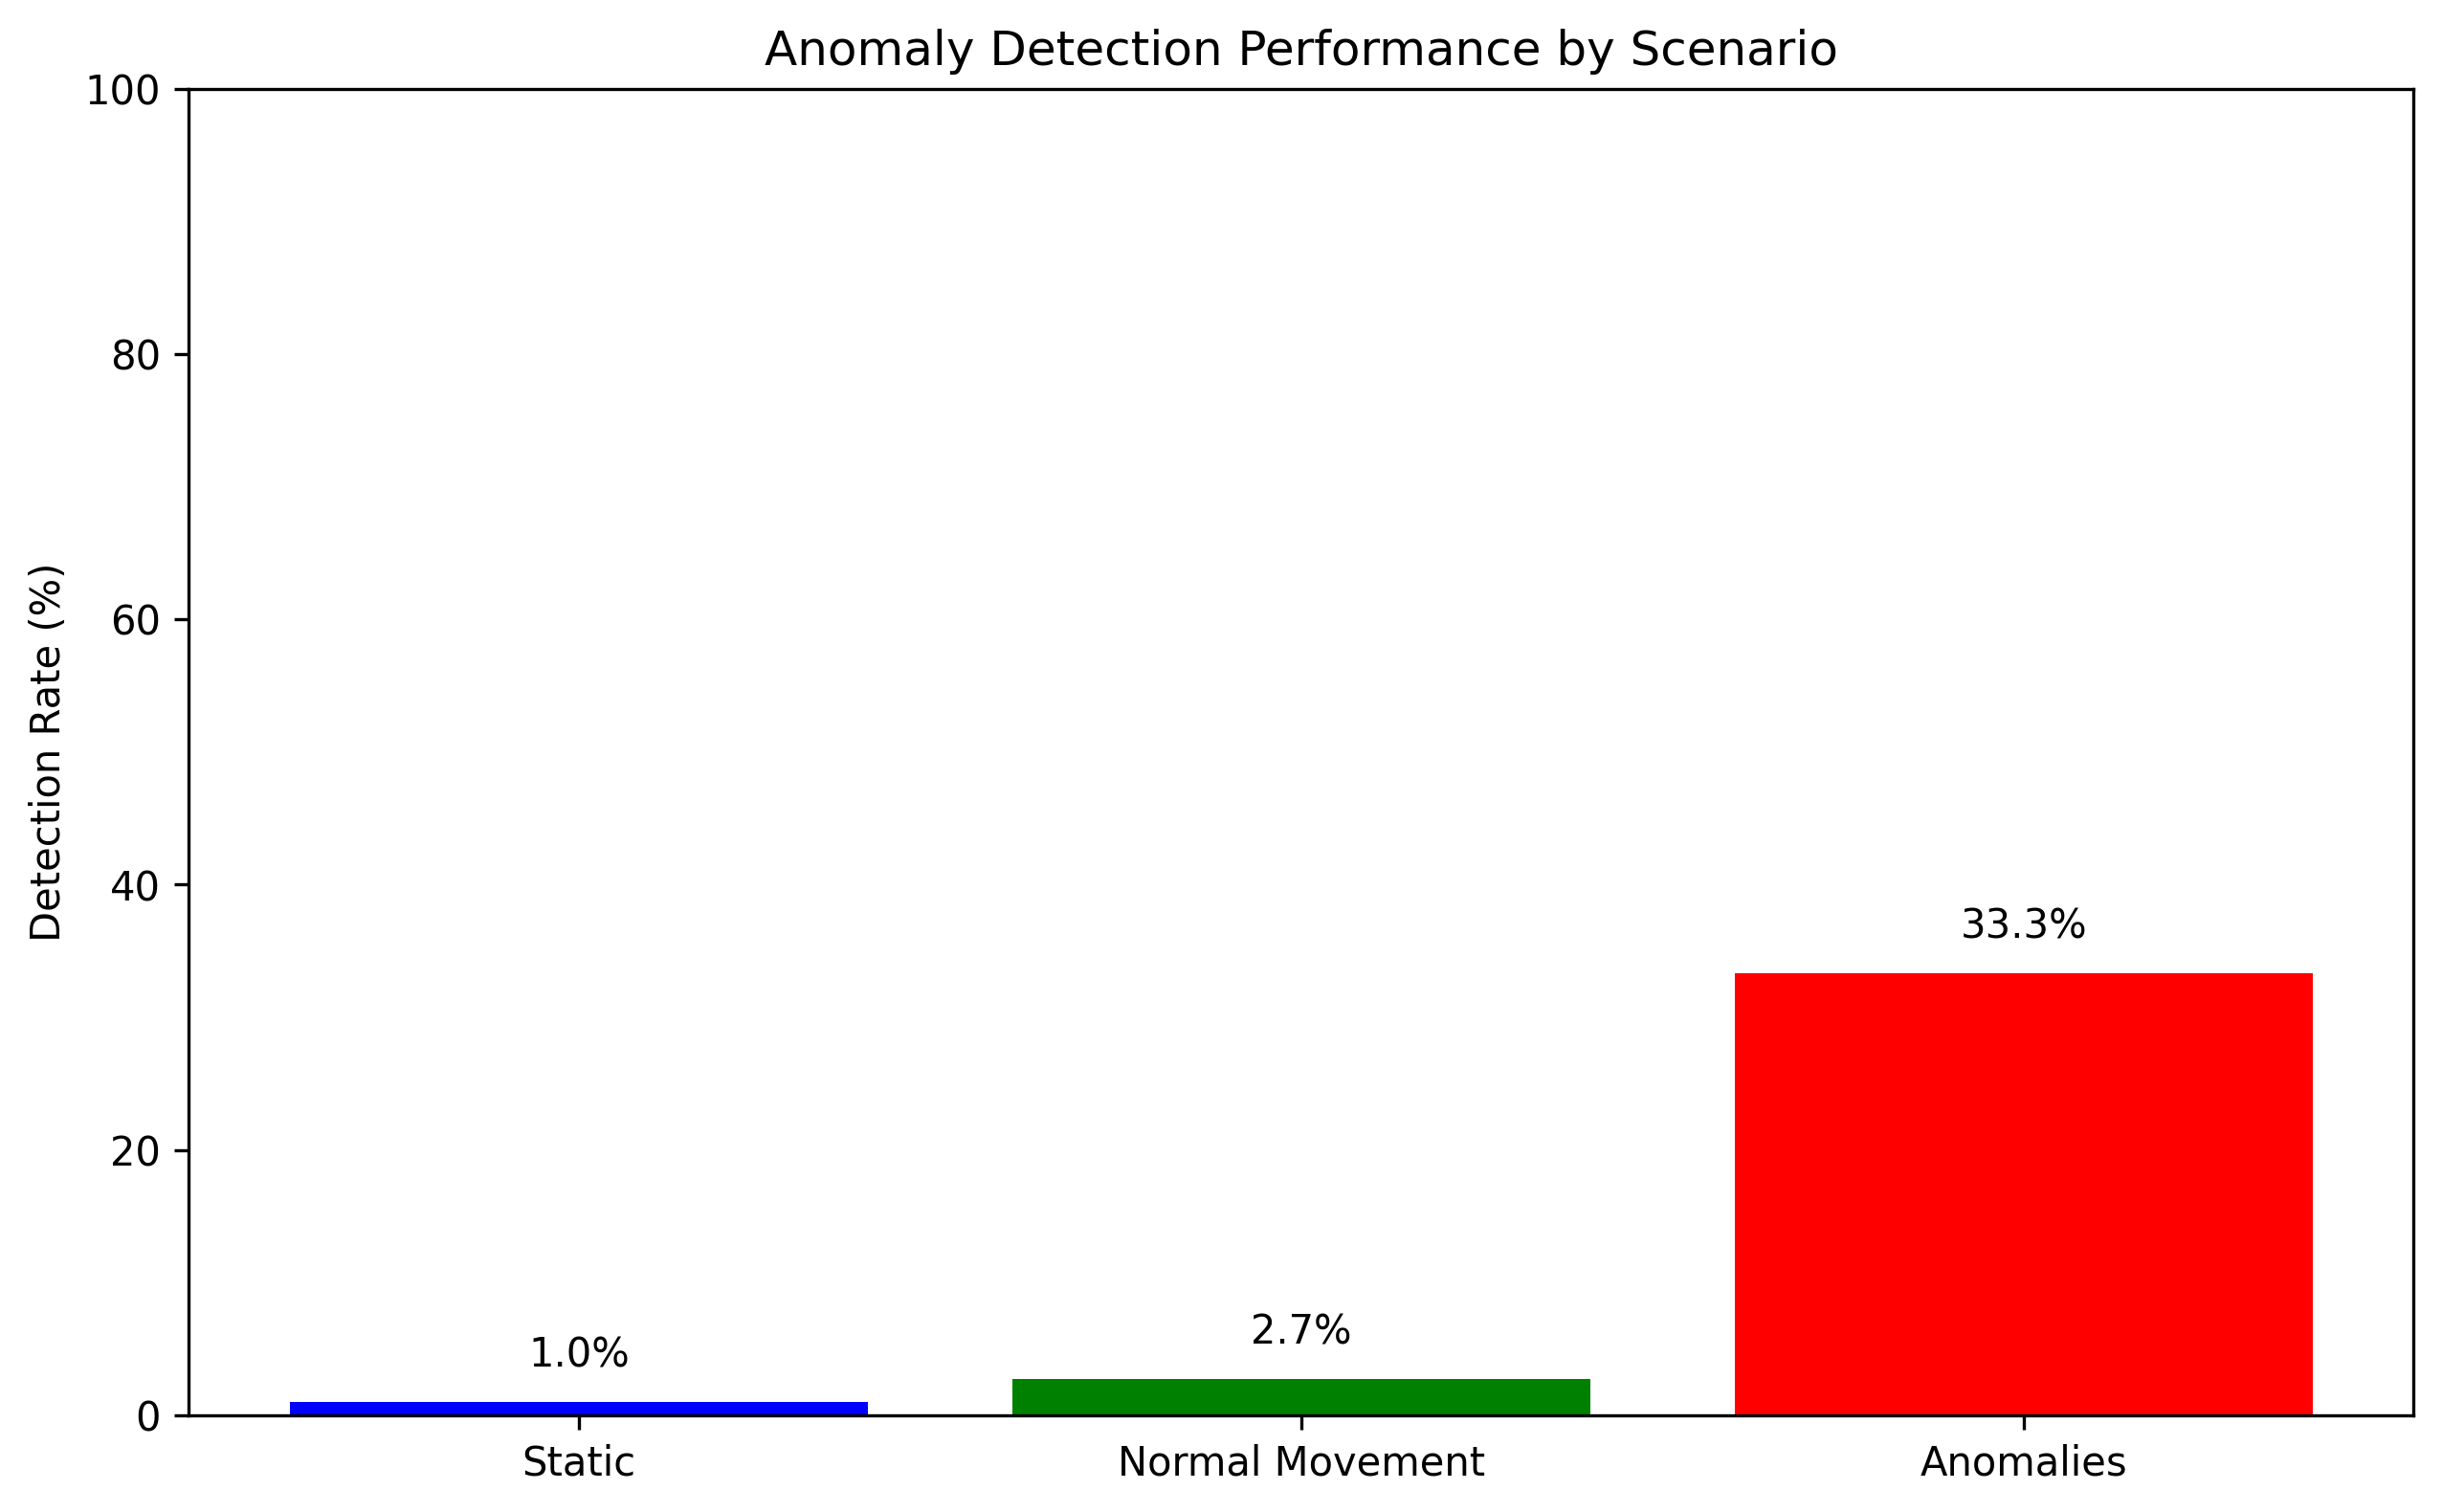 Anomaly Detection Performance by Scenario
Detection Rate (%)
100
80
60
40
20
0
1.0%
2.7%
33.3%
Static
Normal Movement
Anomalies